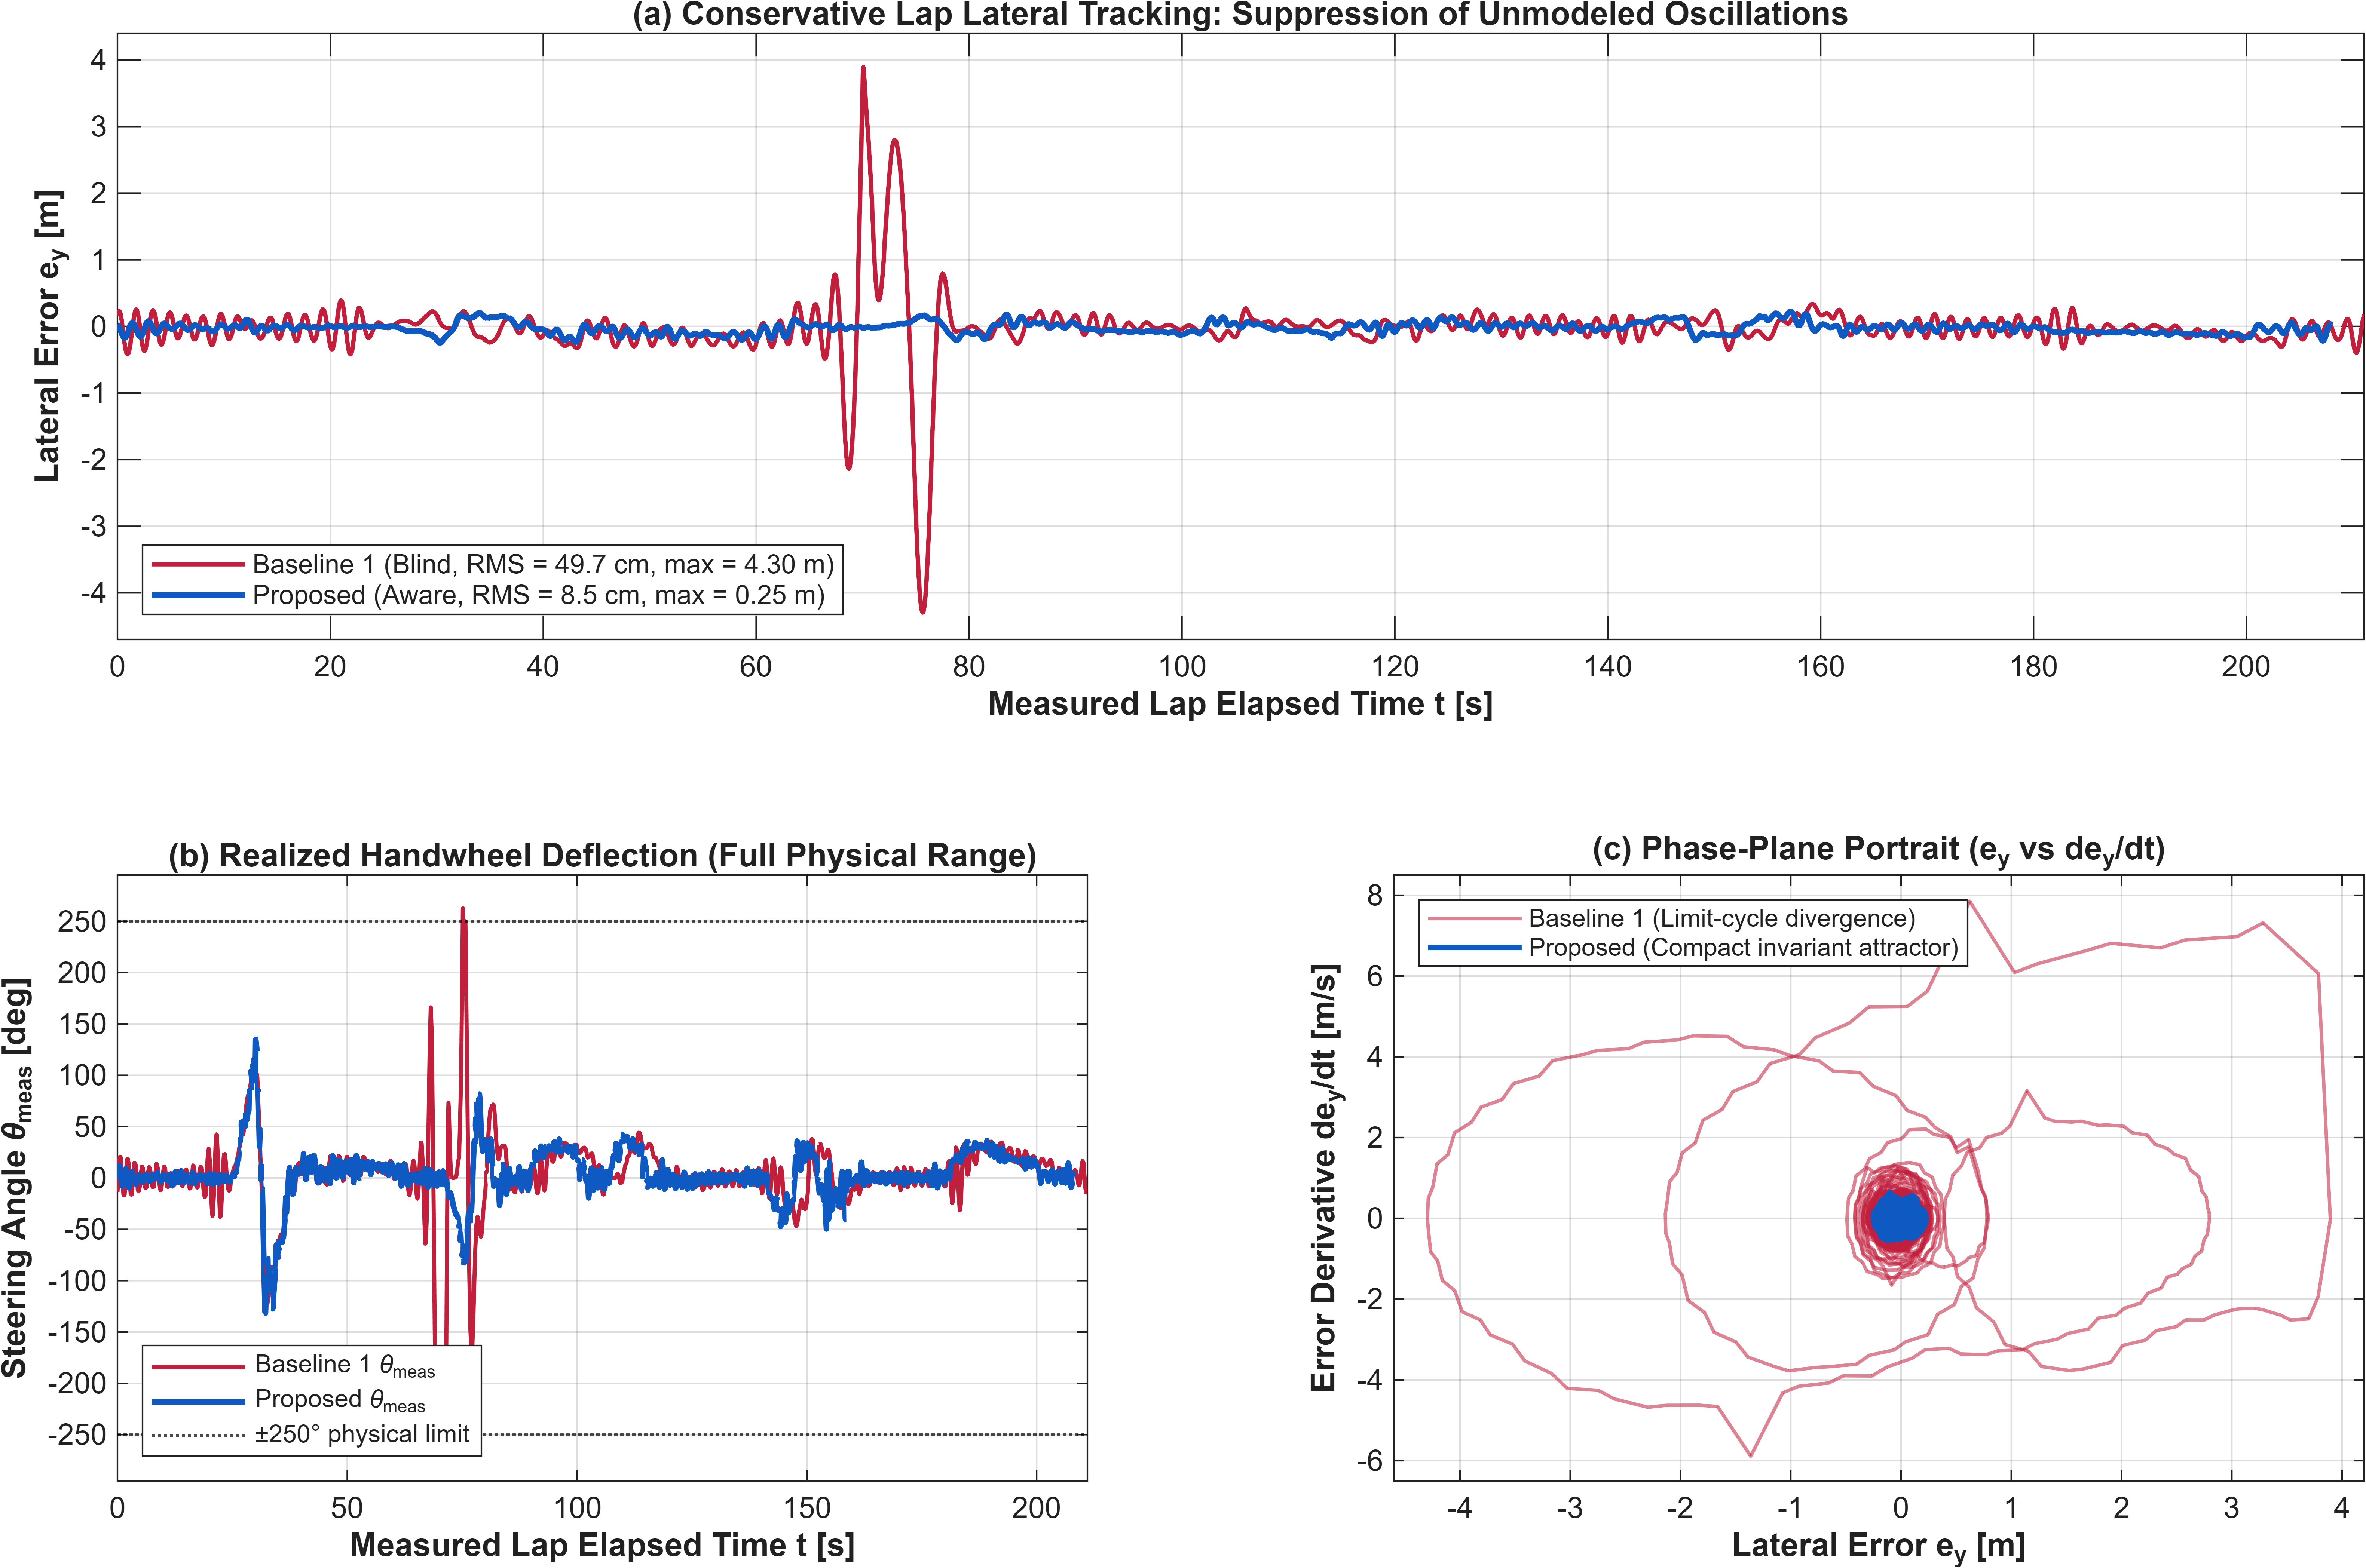 (a) Conservative Lap Lateral Tracking: Suppression of Unmodeled Oscillations
Lateral Error e_y [m]
4
3
2
1
0
-1
-2
-3
-4
Baseline 1 (Blind, RMS = 49.7 cm, max = 4.30 m)
Proposed (Aware, RMS = 8.5 cm, max = 0.25 m)
0 20 40 60 80 100 120 140 160 180 200
Measured Lap Elapsed Time t [s]
(b) Realized Handwheel Deflection (Full Physical Range)
Steering Angle θ_meas [deg]
250
200
150
100
50
0
-50
-100
-150
-200
-250
Baseline 1 θ_meas
Proposed θ_meas
±250° physical limit
0 50 100 150 200
Measured Lap Elapsed Time t [s]
(c) Phase-Plane Portrait (e_y vs de_y/dt)
Error Derivative de_y/dt [m/s]
8
6
4
2
0
-2
-4
-6
Baseline 1 (Limit-cycle divergence)
Proposed (Compact invariant attractor)
-4 -3 -2 -1 0 1 2 3 4
Lateral Error e_y [m]